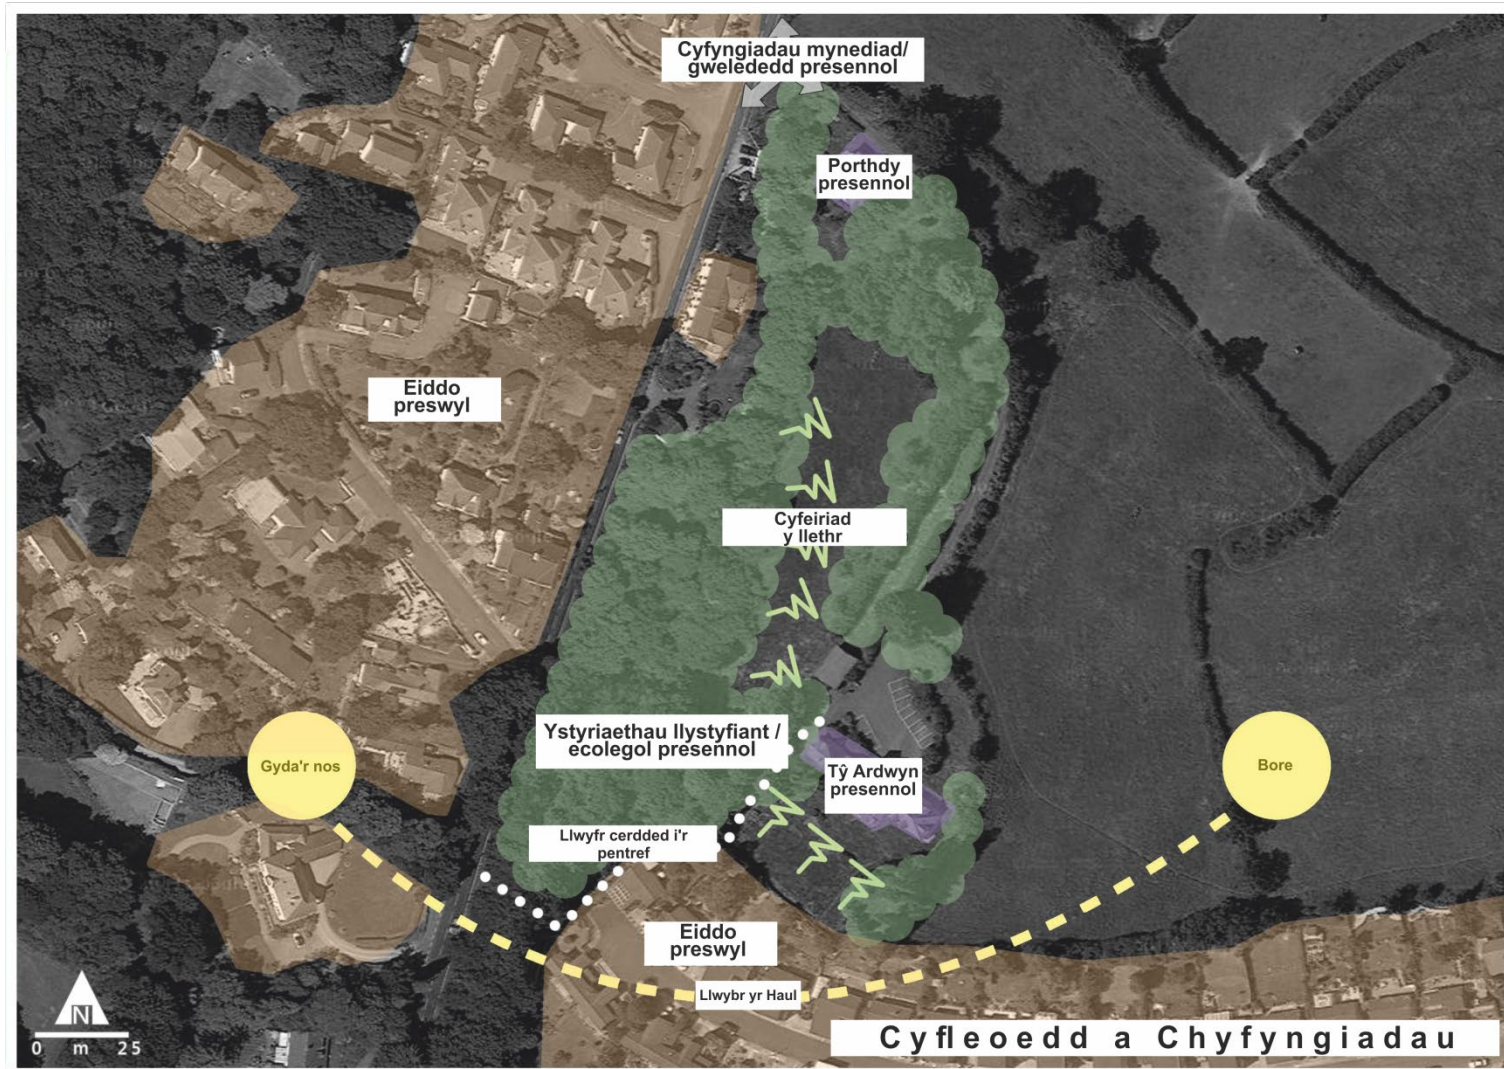 Cyfyngiadau mynediad/
gwelededd presennol
Porthdy
presennol
Eiddo
preswyl
Cyfeiriad
y llethr
Ystyriaethau llystyfiant /
ecolegol presennol
Gyda'r nos
Bore
Tŷ Ardwyn
presennol
Llwyfr cerdded i'r
pentref
Eiddo
preswyl
Llwybr yr Haul
N
0 m 25
Cyfleoedd a Chyfyngiadau